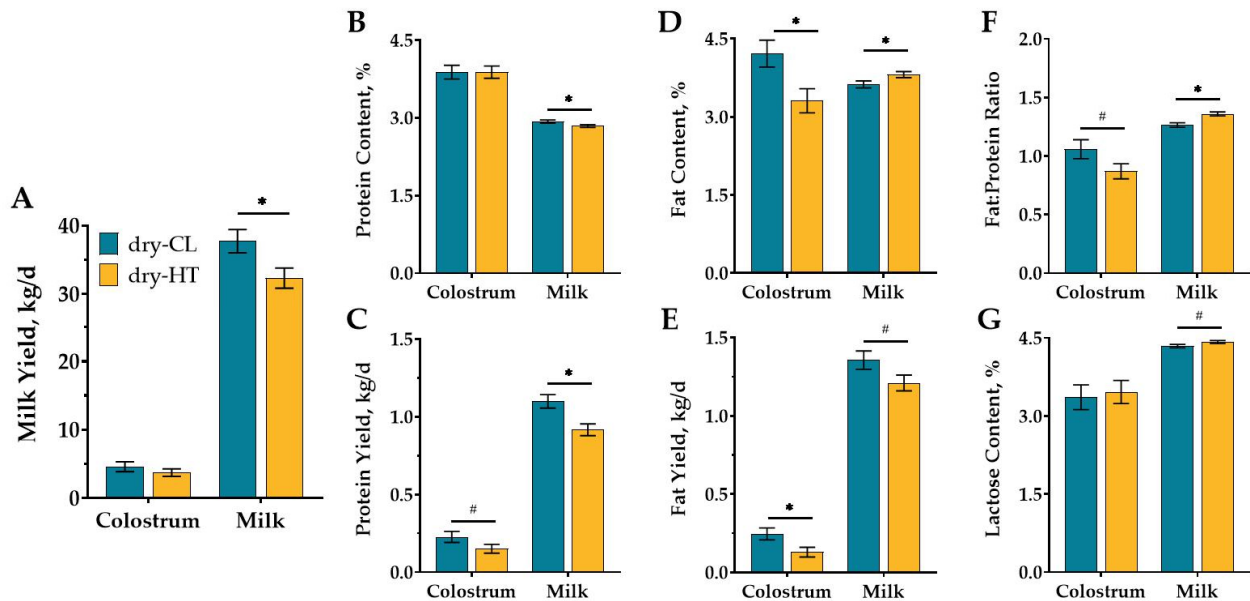 A
Milk Yield, kg/d
40
30
20
10
0
dry-CL
dry-HT
*
Colostrum Milk
B
Protein Content, %
4.5
3.0
1.5
0.0
*
Colostrum Milk
C
Protein Yield, kg/d
1.5
1.0
0.5
0.0
#
*
Colostrum Milk
D
Fat Content, %
4.5
3.0
1.5
0.0
*
*
Colostrum Milk
E
Fat Yield, kg/d
1.5
1.0
0.5
0.0
*
#
Colostrum Milk
F
Fat:Protein Ratio
2.0
1.5
1.0
0.5
0.0
#
*
Colostrum Milk
G
Lactose Content, %
4.5
3.0
1.5
0.0
#
Colostrum Milk